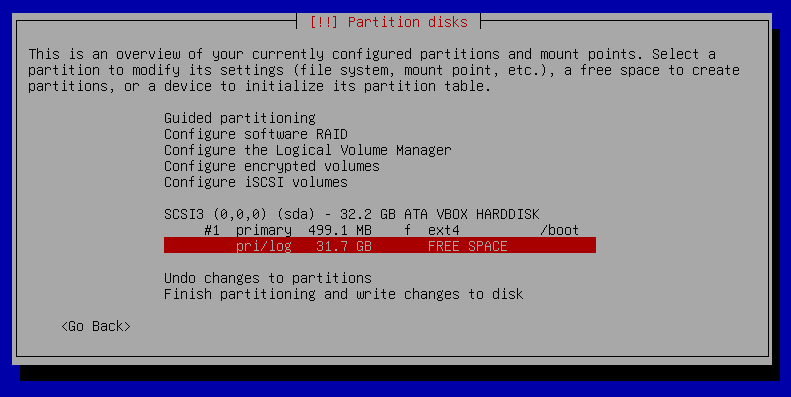 [!!] Partition disks
This is an overview of your currently configured partitions and mount points. Select a
partition to modify its settings (file system, mount point, etc.), a free space to create
partitions, or a device to initialize its partition table.
Guided partitioning
Configure software RAID
Configure the Logical Volume Manager
Configure encrypted volumes
Configure iSCSI volumes
SCSI3 (0,0,0) (sda) - 32.2 GB ATA VBOX HARDDISK
#1 primary 499.1 MB f ext4 /boot
pri/log 31.7 GB FREE SPACE
Undo changes to partitions
Finish partitioning and write changes to disk
<Go Back>